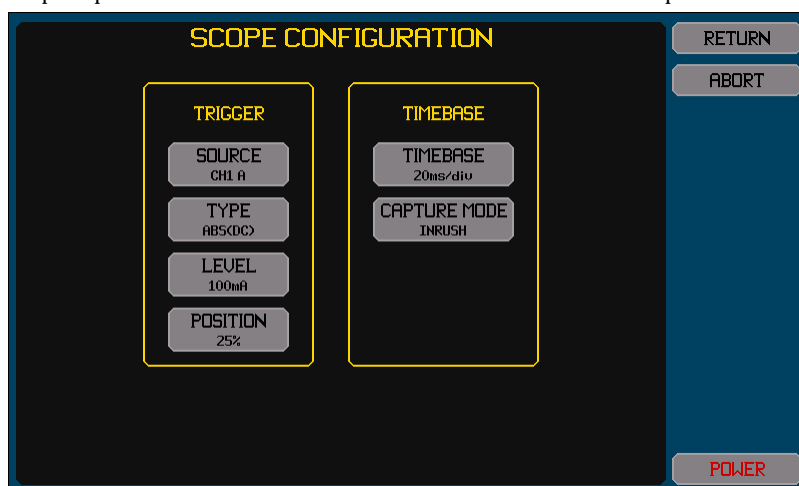 SCOPE CONFIGURATION
RETURN
ABORT
TRIGGER
SOURCE
CH1 A
TYPE
ABS(DC)
LEVEL
100mA
POSITION
25%
TIMEBASE
TIMEBASE
20ms/div
CAPTURE MODE
INRUSH
POWER